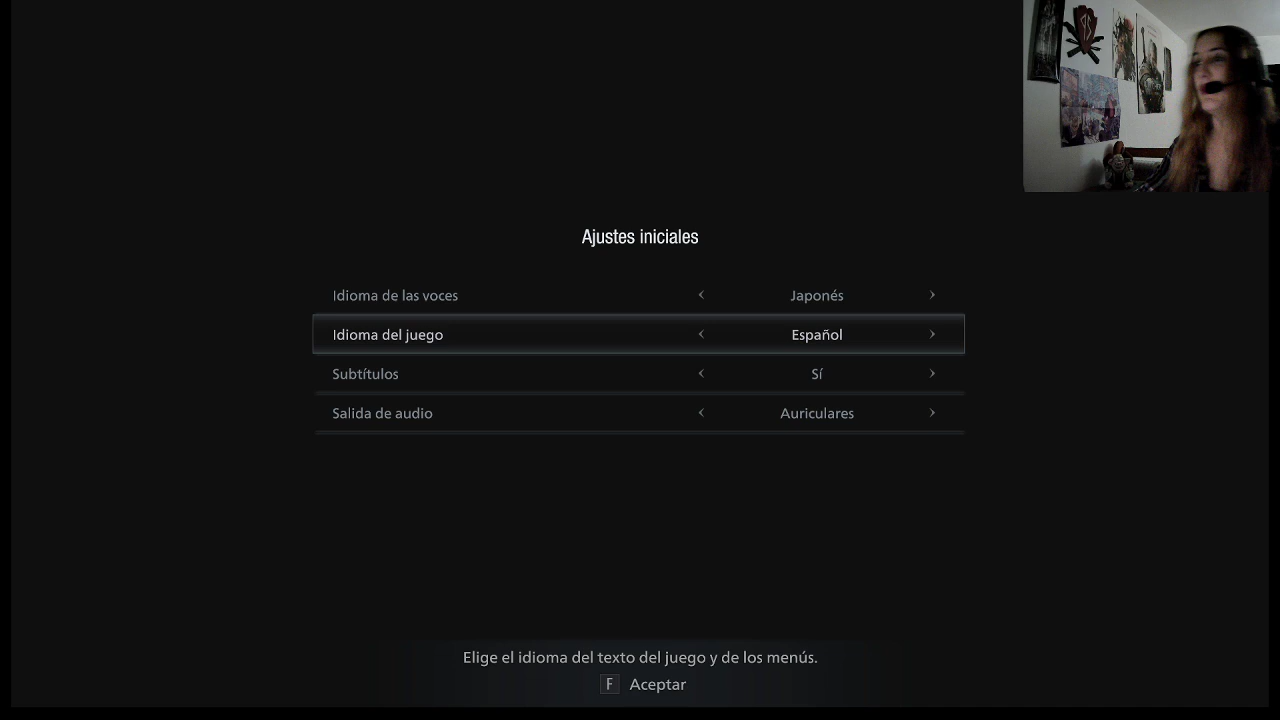 Ajustes iniciales
Idioma de las voces < Japonés >
Idioma del juego < Español >
Subtítulos < Sí >
Salida de audio < Auriculares >
Elige el idioma del texto del juego y de los menús.
F Aceptar